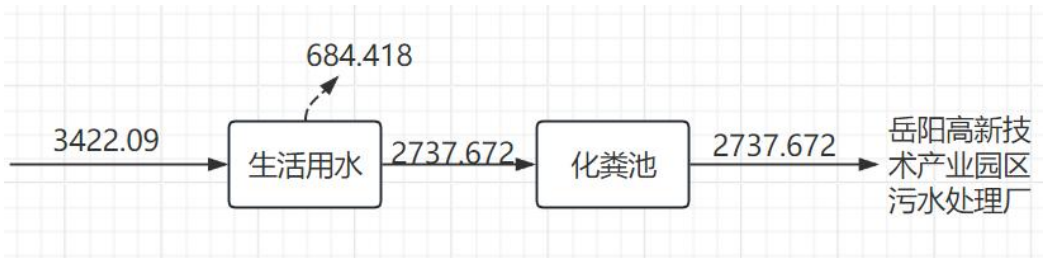 684.418
3422.09
生活用水
2737.672
化粪池
2737.672
岳阳高新技
术产业园区
污水处理厂